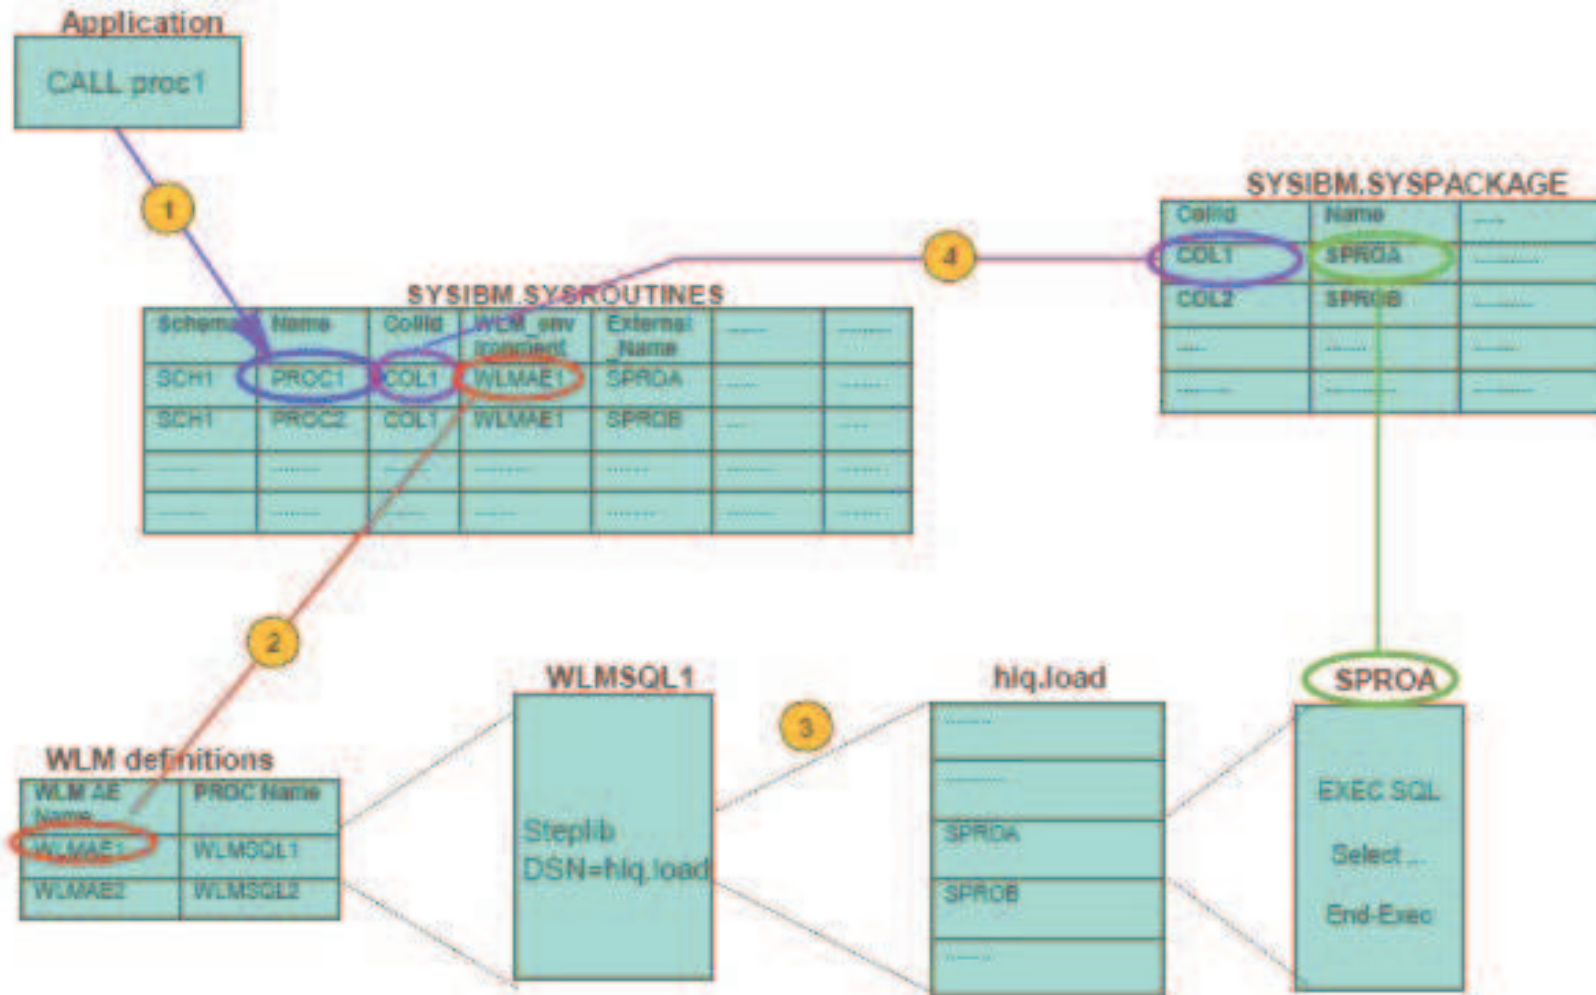 Application
CALL proc1
1
SYSIBM.SYSPACKAGE
Collid Name .....
COL1 SPROA ..........
COL2 SPROB .........
..... ...... .......
........ ......... ........
4
SYSIBM.SYSROUTINES
Schema Name Collid WLM_env External ...... .......
ironment _Name
SCH1 PROC1 COL1 WLMAE1 SPROA ..... .....
SCH1 PROC2 COL1 WLMAE1 SPROB .... ....
2
WLM definitions
WLM AE PROC Name
Name
WLMAE1 WLMSQL1
WLMAE2 WLMSQL2
WLMSQL1
Steplib
DSN=hlq.load
3
hlq.load
........
........
SPROA
SPROB
........
SPROA
EXEC SQL
Select ...
End-Exec